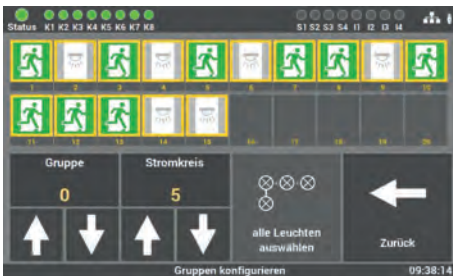 Status K1 K2 K3 K4 K5 K6 K7 K8 S1 S2 S3 S4 I1 I2 I3 I4
1 2 3 4 5 6 7 8 9 10
11 12 13 14 15 16 17 18 19 20
Gruppe Stromkreis
0 5
alle Leuchten
auswählen
Zurück
Gruppen konfigurieren 09:38:14